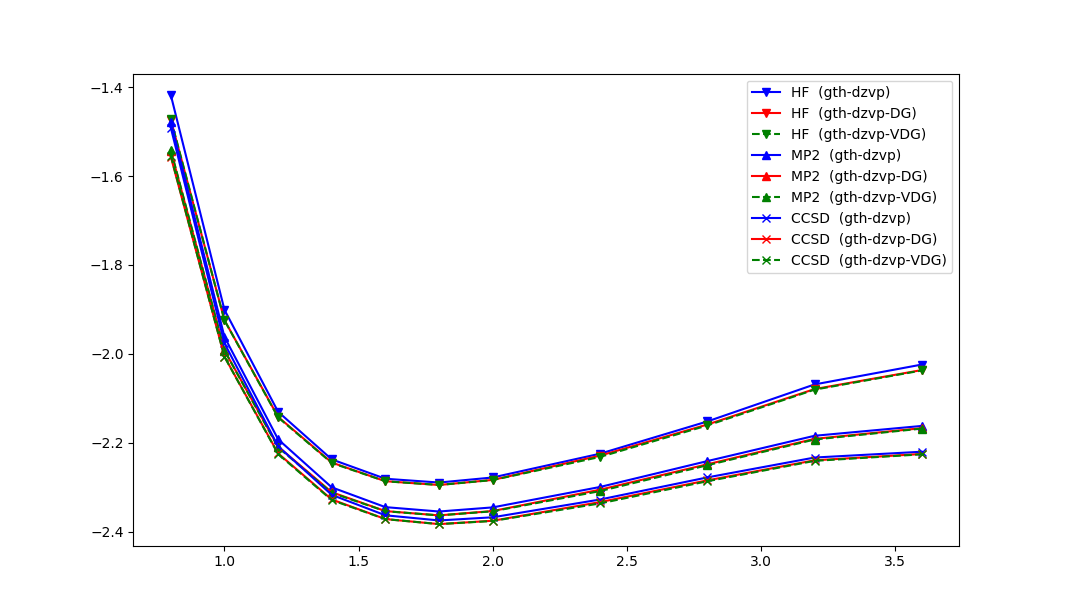 −1.4
−1.6
−1.8
−2.0
−2.2
−2.4
1.0 1.5 2.0 2.5 3.0 3.5
HF (gth-dzvp)
HF (gth-dzvp-DG)
HF (gth-dzvp-VDG)
MP2 (gth-dzvp)
MP2 (gth-dzvp-DG)
MP2 (gth-dzvp-VDG)
CCSD (gth-dzvp)
CCSD (gth-dzvp-DG)
CCSD (gth-dzvp-VDG)